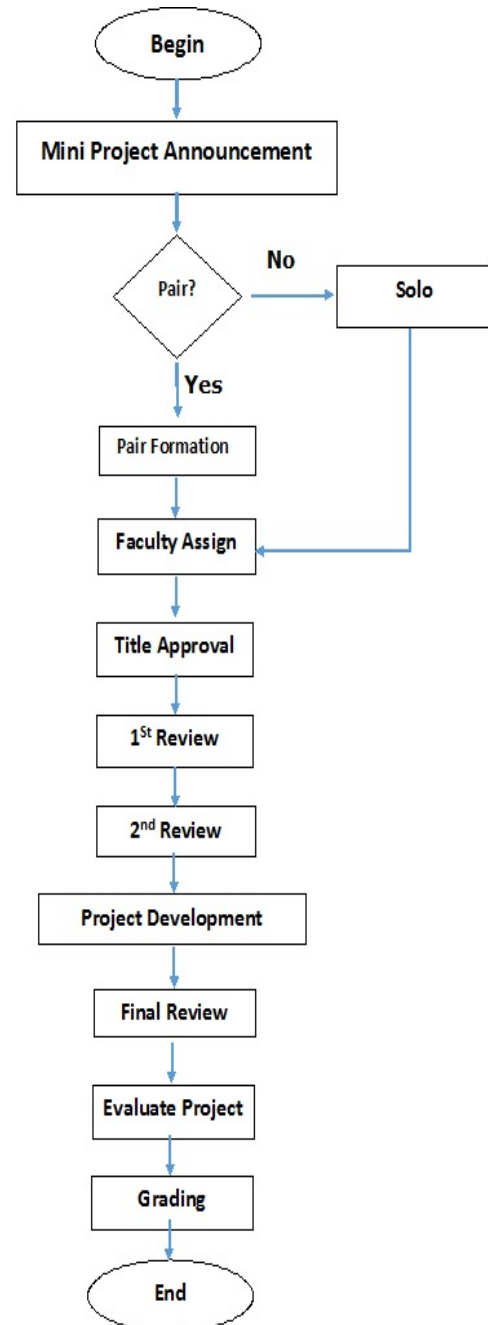 Begin
Mini Project Announcement
No
Pair?
Solo
Yes
Pair Formation
Faculty Assign
Title Approval
1St Review
2nd Review
Project Development
Final Review
Evaluate Project
Grading
End